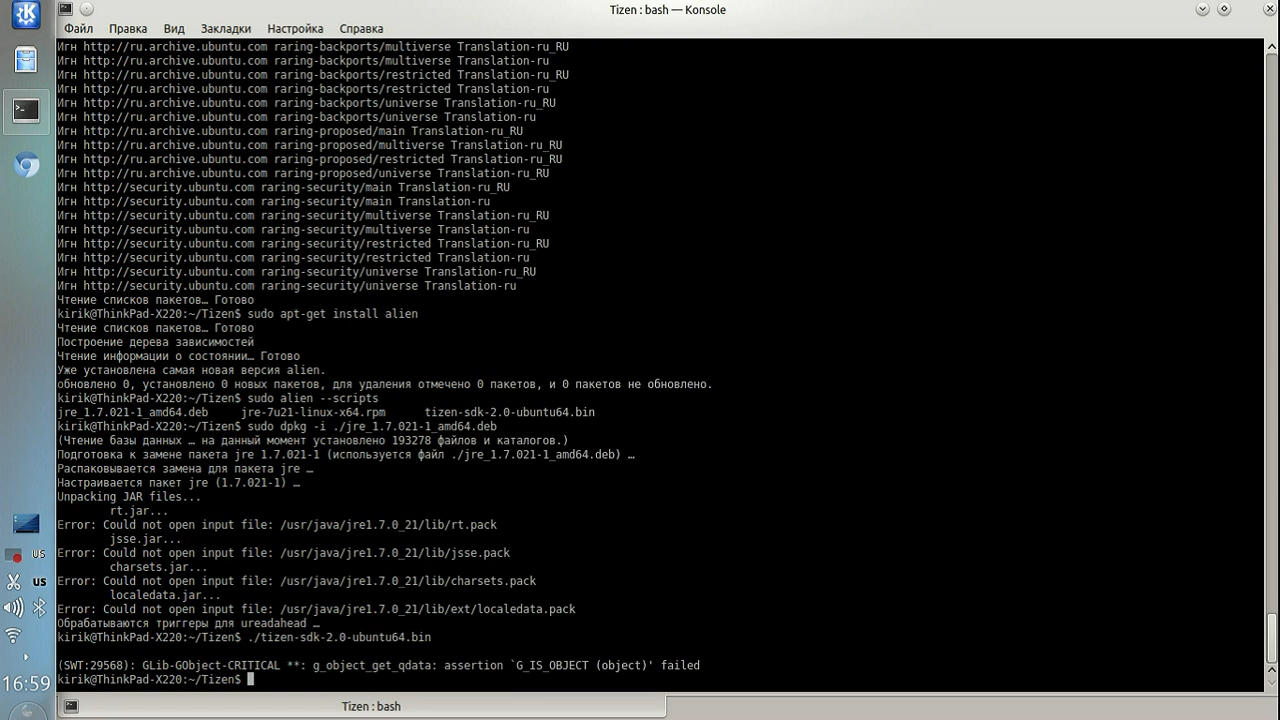 Tizen : bash — Konsole
Файл Правка Вид Закладки Настройка Справка
Игн http://ru.archive.ubuntu.com raring-backports/multiverse Translation-ru_RU
Игн http://ru.archive.ubuntu.com raring-backports/multiverse Translation-ru
Игн http://ru.archive.ubuntu.com raring-backports/restricted Translation-ru_RU
Игн http://ru.archive.ubuntu.com raring-backports/restricted Translation-ru
Игн http://ru.archive.ubuntu.com raring-backports/universe Translation-ru_RU
Игн http://ru.archive.ubuntu.com raring-backports/universe Translation-ru
Игн http://ru.archive.ubuntu.com raring-proposed/main Translation-ru_RU
Игн http://ru.archive.ubuntu.com raring-proposed/multiverse Translation-ru_RU
Игн http://ru.archive.ubuntu.com raring-proposed/restricted Translation-ru_RU
Игн http://ru.archive.ubuntu.com raring-proposed/universe Translation-ru_RU
Игн http://security.ubuntu.com raring-security/main Translation-ru_RU
Игн http://security.ubuntu.com raring-security/main Translation-ru
Игн http://security.ubuntu.com raring-security/multiverse Translation-ru_RU
Игн http://security.ubuntu.com raring-security/multiverse Translation-ru
Игн http://security.ubuntu.com raring-security/restricted Translation-ru_RU
Игн http://security.ubuntu.com raring-security/restricted Translation-ru
Игн http://security.ubuntu.com raring-security/universe Translation-ru_RU
Игн http://security.ubuntu.com raring-security/universe Translation-ru
Чтение списков пакетов… Готово
kirik@ThinkPad-X220:~/Tizen$ sudo apt-get install alien
Чтение списков пакетов… Готово
Построение дерева зависимостей
Чтение информации о состоянии… Готово
Уже установлена самая новая версия alien.
обновлено 0, установлено 0 новых пакетов, для удаления отмечено 0 пакетов, и 0 пакетов не обновлено.
kirik@ThinkPad-X220:~/Tizen$ sudo alien --scripts
jre_1.7.021-1_amd64.deb jre-7u21-linux-x64.rpm tizen-sdk-2.0-ubuntu64.bin
kirik@ThinkPad-X220:~/Tizen$ sudo dpkg -i ./jre_1.7.021-1_amd64.deb
(Чтение базы данных … на данный момент установлено 193278 файлов и каталогов.)
Подготовка к замене пакета jre 1.7.021-1 (используется файл ./jre_1.7.021-1_amd64.deb) …
Распаковывается замена для пакета jre …
Настраивается пакет jre (1.7.021-1) …
Unpacking JAR files...
rt.jar...
Error: Could not open input file: /usr/java/jre1.7.0_21/lib/rt.pack
jsse.jar...
Error: Could not open input file: /usr/java/jre1.7.0_21/lib/jsse.pack
charsets.jar...
Error: Could not open input file: /usr/java/jre1.7.0_21/lib/charsets.pack
localedata.jar...
Error: Could not open input file: /usr/java/jre1.7.0_21/lib/ext/localedata.pack
Обрабатываются триггеры для ureadahead …
kirik@ThinkPad-X220:~/Tizen$ ./tizen-sdk-2.0-ubuntu64.bin
(SWT:29568): GLib-GObject-CRITICAL **: g_object_get_qdata: assertion `G_IS_OBJECT (object)' failed
kirik@ThinkPad-X220:~/Tizen$
US
us
16:59
Tizen : bash